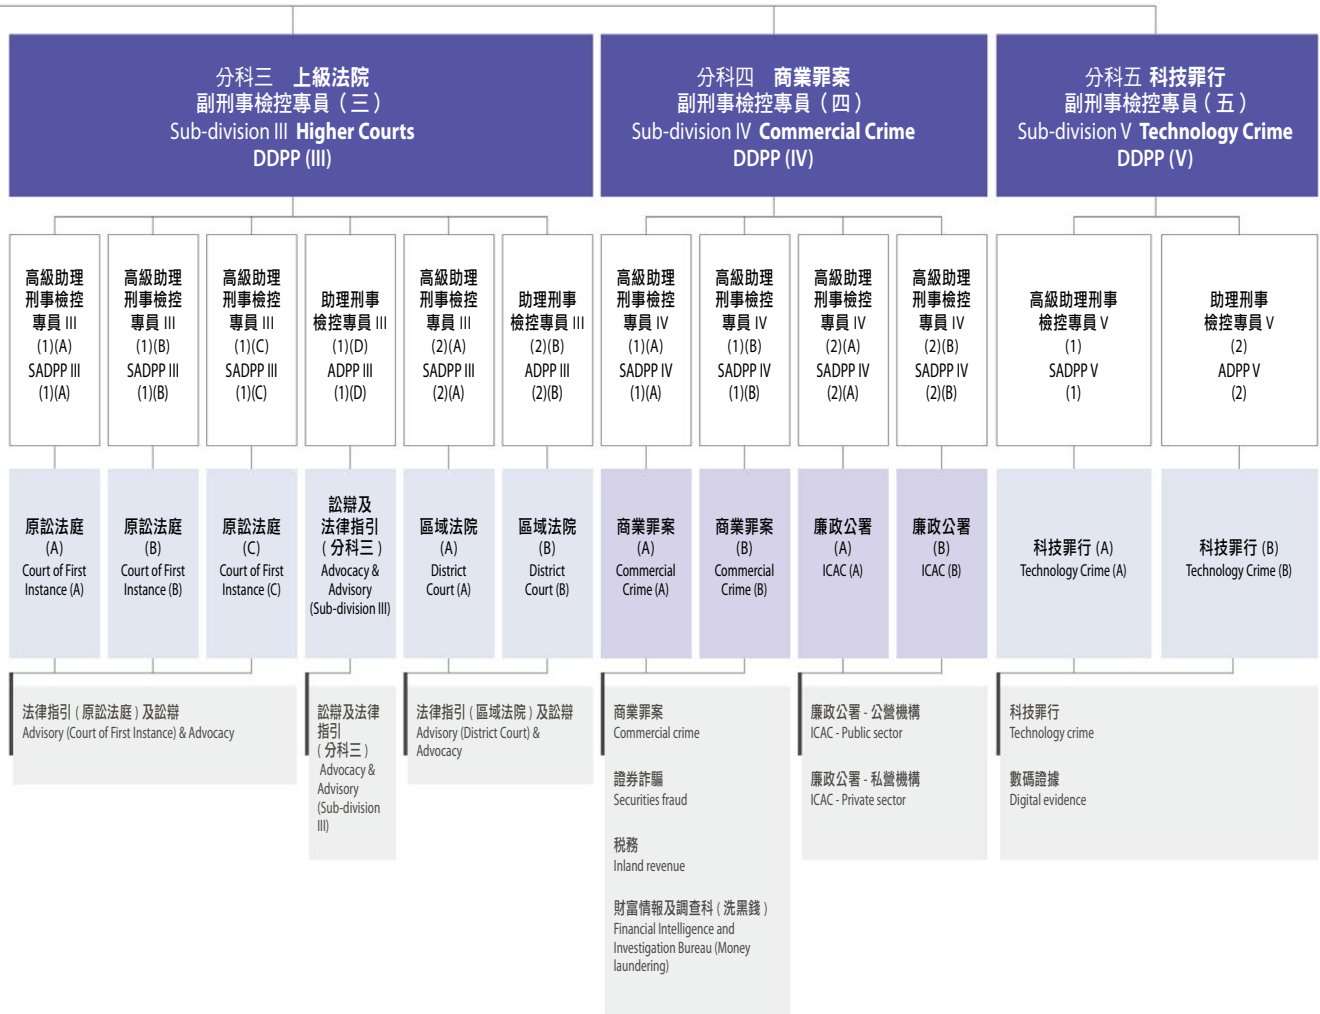 分科三 上級法院
副刑事檢控專員（三）
Sub-division III Higher Courts
DDPP (III)
分科四 商業罪案
副刑事檢控專員（四）
Sub-division IV Commercial Crime
DDPP (IV)
分科五 科技罪行
副刑事檢控專員（五）
Sub-division V Technology Crime
DDPP (V)
高級助理
刑事檢控
專員 III
(1)(A)
SADPP III
(1)(A)
高級助理
刑事檢控
專員 III
(1)(B)
SADPP III
(1)(B)
高級助理
刑事檢控
專員 III
(1)(C)
SADPP III
(1)(C)
助理刑事
檢控專員 III
(1)(D)
ADPP III
(1)(D)
高級助理
刑事檢控
專員 III
(2)(A)
SADPP III
(2)(A)
助理刑事
檢控專員 III
(2)(B)
ADPP III
(2)(B)
高級助理
刑事檢控
專員 IV
(1)(A)
SADPP IV
(1)(A)
高級助理
刑事檢控
專員 IV
(1)(B)
SADPP IV
(1)(B)
高級助理
刑事檢控
專員 IV
(2)(A)
SADPP IV
(2)(A)
高級助理
刑事檢控
專員 IV
(2)(B)
SADPP IV
(2)(B)
高級助理刑事
檢控專員 V
(1)
SADPP V
(1)
助理刑事
檢控專員 V
(2)
ADPP V
(2)
原訟法庭
(A)
Court of First
Instance (A)
原訟法庭
(B)
Court of First
Instance (B)
原訟法庭
(C)
Court of First
Instance (C)
訟辯及
法律指引
( 分科三 )
Advocacy &
Advisory
(Sub-division III)
區域法院
(A)
District
Court (A)
區域法院
(B)
District
Court (B)
商業罪案
(A)
Commercial
Crime (A)
商業罪案
(B)
Commercial
Crime (B)
廉政公署
(A)
ICAC (A)
廉政公署
(B)
ICAC (B)
科技罪行 (A)
Technology Crime (A)
科技罪行 (B)
Technology Crime (B)
法律指引 ( 原訟法庭 ) 及訟辯
Advisory (Court of First Instance) & Advocacy
訟辯及法律
指引
( 分科三 )
Advocacy &
Advisory
(Sub-division
III)
法律指引 ( 區域法院 ) 及訟辯
Advisory (District Court) &
Advocacy
商業罪案
Commercial crime
證券詐騙
Securities fraud
稅務
Inland revenue
財富情報及調查科 ( 洗黑錢 )
Financial Intelligence and
Investigation Bureau (Money
laundering)
廉政公署 - 公營機構
ICAC - Public sector
廉政公署 - 私營機構
ICAC - Private sector
科技罪行
Technology crime
數碼證據
Digital evidence